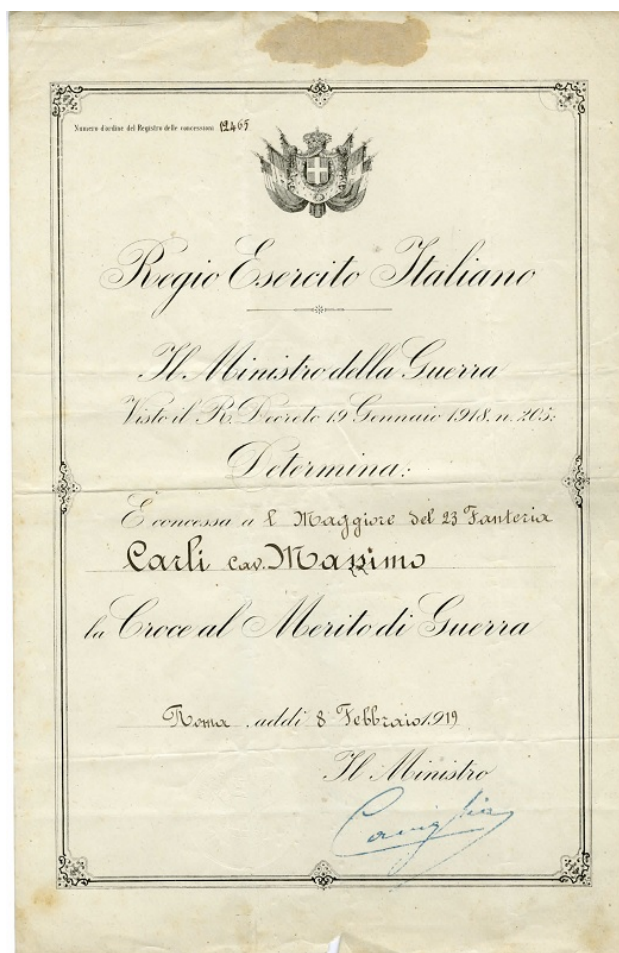 Numero d'ordine del Registro delle concessioni 12465
Regio Esercito Italiano
Il Ministro della Guerra
Visto il R. Decreto 19 Gennaio 1918. n. 205:
Determina:
È concessa a l Maggiore del 23 Fanteria
Carli cav. Massimo
la Croce al Merito di Guerra
Roma addì 8 Febbraio 1919
Il Ministro
Caviglia